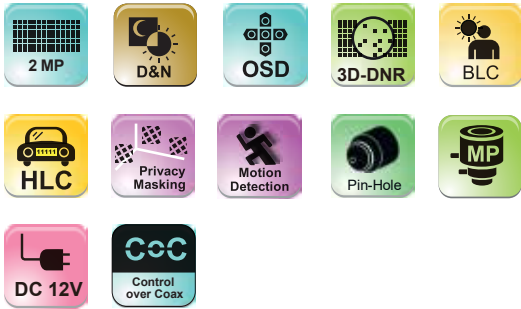 2 MP
D&N
OSD
3D-DNR
BLC
HLC
Privacy
Masking
Motion
Detection
Pin-Hole
MP
DC 12V
CoC
Control
over Coax